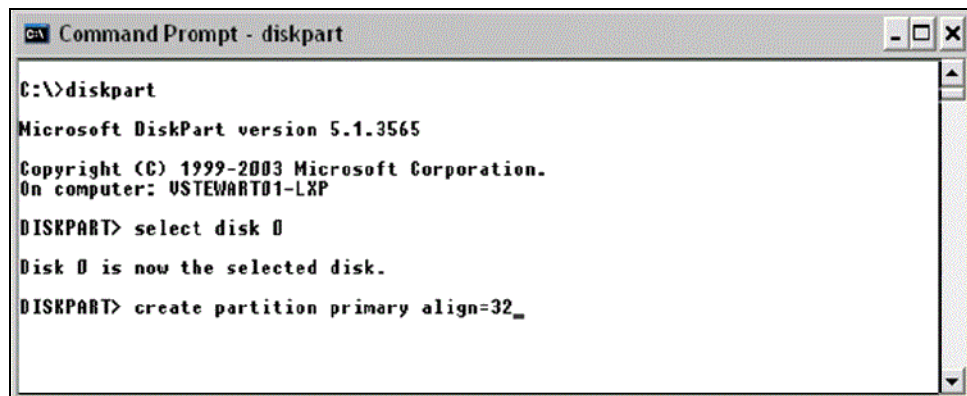 Command Prompt - diskpart
C:\>diskpart
Microsoft DiskPart version 5.1.3565
Copyright (C) 1999-2003 Microsoft Corporation.
On computer: VSTEWART01-LXP
DISKPART> select disk 0
Disk 0 is now the selected disk.
DISKPART> create partition primary align=32_